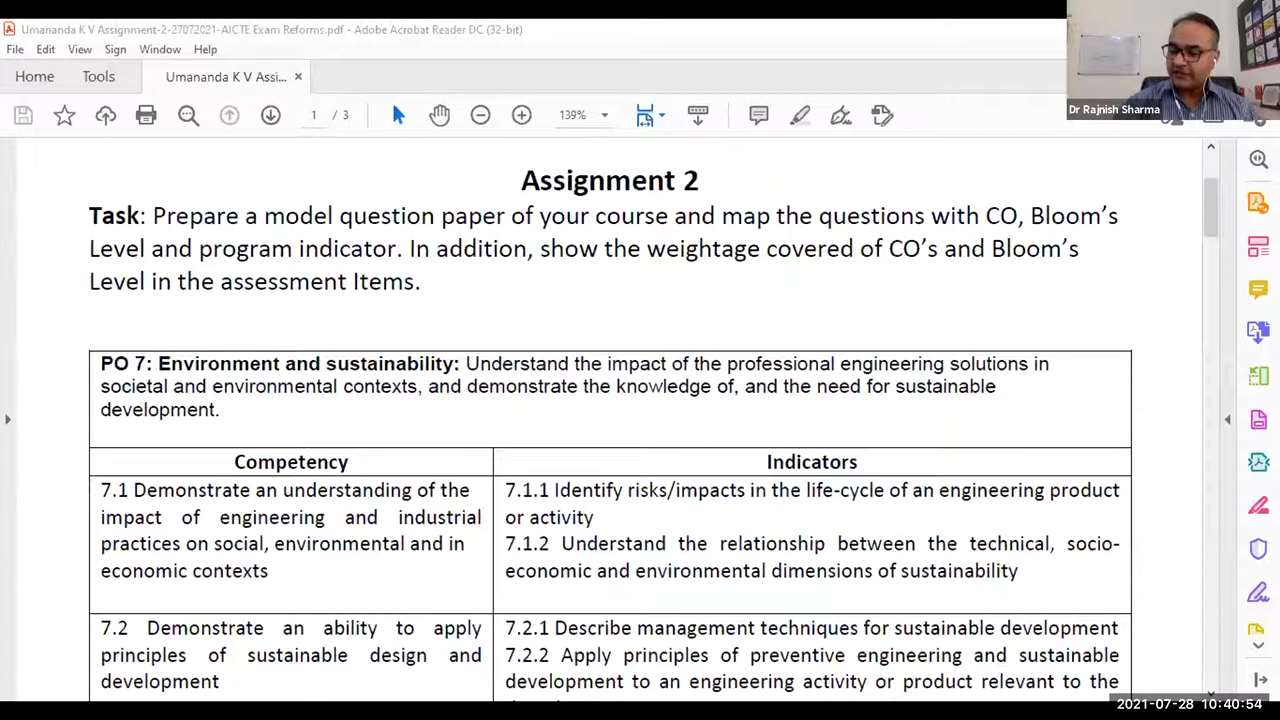 Umananda K V Assignment-2-27072021-AICTE Exam Reforms.pdf - Adobe Acrobat Reader DC (32-bit)
File Edit View Sign Window Help
Home Tools Umananda K V Assi... ×
1 / 3 139%
Dr Rajnish Sharma
Assignment 2
Task: Prepare a model question paper of your course and map the questions with CO, Bloom's
Level and program indicator. In addition, show the weightage covered of CO's and Bloom's
Level in the assessment Items.
PO 7: Environment and sustainability: Understand the impact of the professional engineering solutions in
societal and environmental contexts, and demonstrate the knowledge of, and the need for sustainable
development.
Competency
Indicators
7.1 Demonstrate an understanding of the
impact of engineering and industrial
practices on social, environmental and in
economic contexts
7.1.1 Identify risks/impacts in the life-cycle of an engineering product
or activity
7.1.2 Understand the relationship between the technical, socio-
economic and environmental dimensions of sustainability
7.2 Demonstrate an ability to apply
principles of sustainable design and
development
7.2.1 Describe management techniques for sustainable development
7.2.2 Apply principles of preventive engineering and sustainable
development to an engineering activity or product relevant to the
2021-07-28 10:40:54